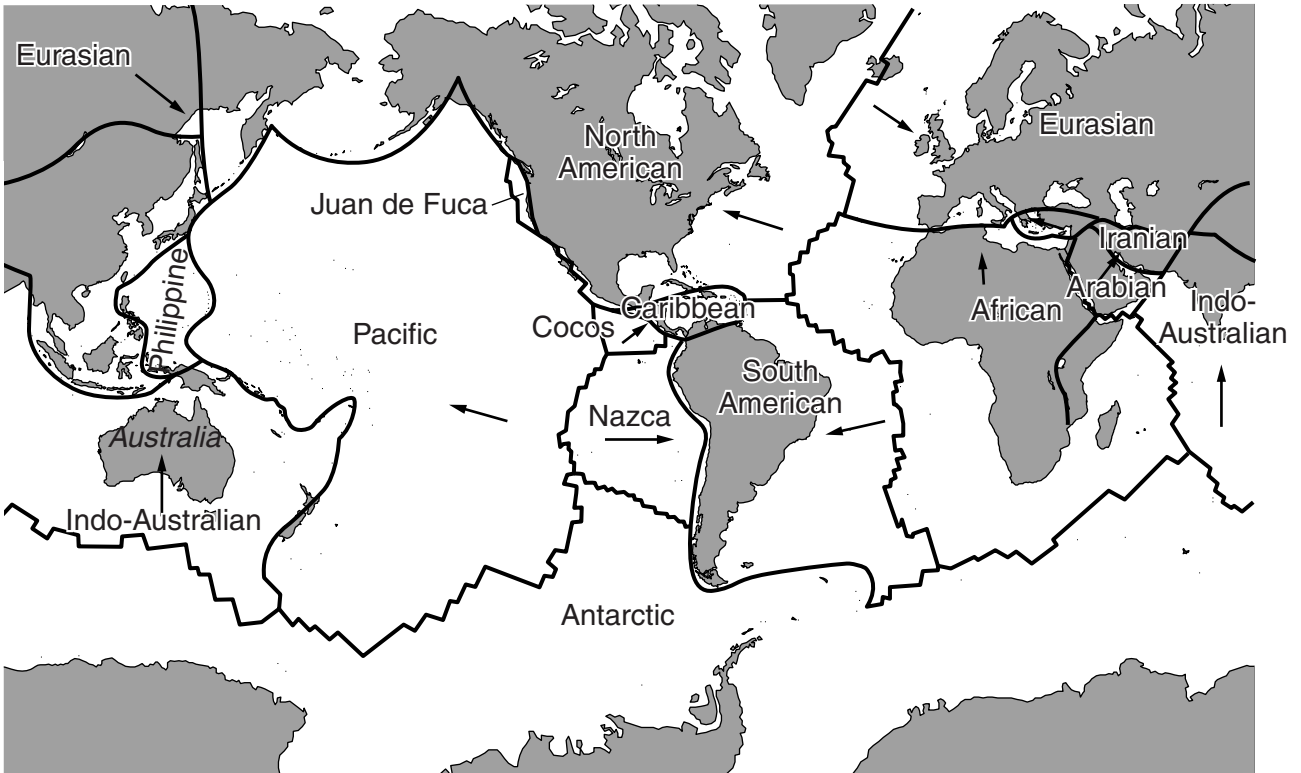 Eurasian
North
American
Eurasian
Juan de Fuca
Philippine
Iranian
Arabian
African
Caribbean
Cocos
Pacific
Indo-
Australian
South
American
Nazca
Australia
Indo-Australian
Antarctic